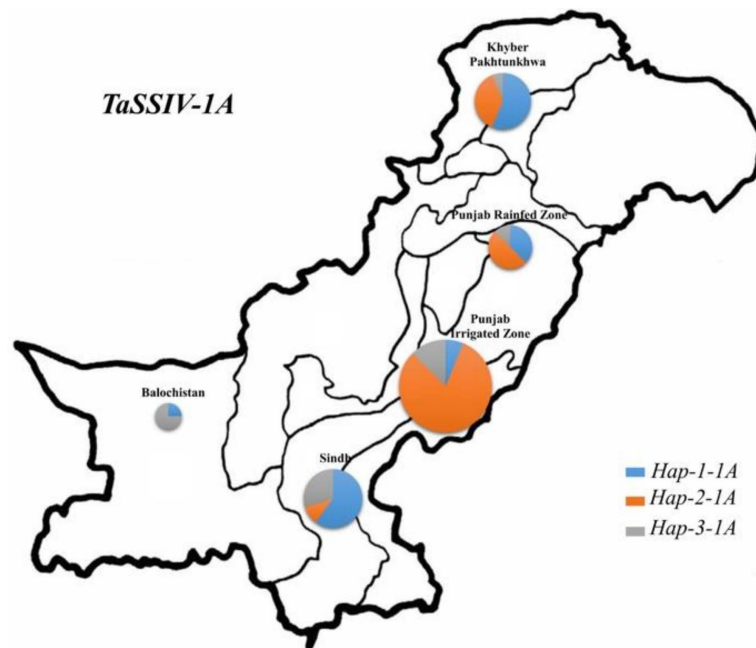 Khyber
Pakhtunkhwa
TaSSIV-1A
Punjab Rainfed Zone
Punjab
Irrigated Zone
Balochistan
Sindh
Hap-1-1A
Hap-2-1A
Hap-3-1A